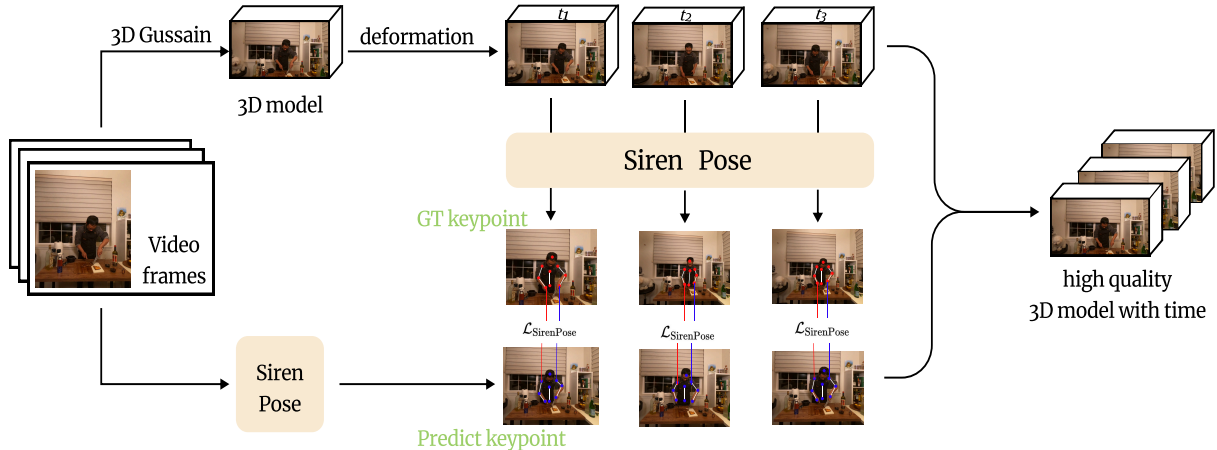 3D Gussain
3D model
deformation
t1
t2
t3
Siren Pose
GT keypoint
Video
frames
ℒSirenPose
ℒSirenPose
ℒSirenPose
Siren
Pose
Predict keypoint
high quality
3D model with time